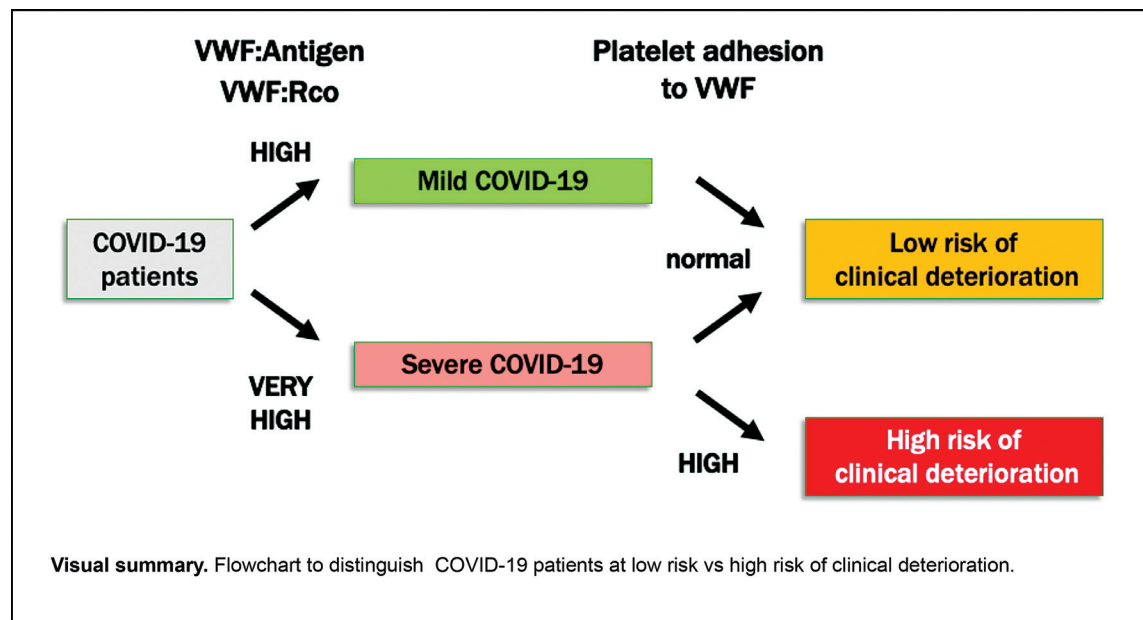 VWF:Antigen
VWF:Rco
Platelet adhesion
to VWF
HIGH
Mild COVID-19
COVID-19
patients
normal
Low risk of
clinical deterioration
VERY
HIGH
Severe COVID-19
HIGH
High risk of
clinical deterioration
Visual summary. Flowchart to distinguish COVID-19 patients at low risk vs high risk of clinical deterioration.